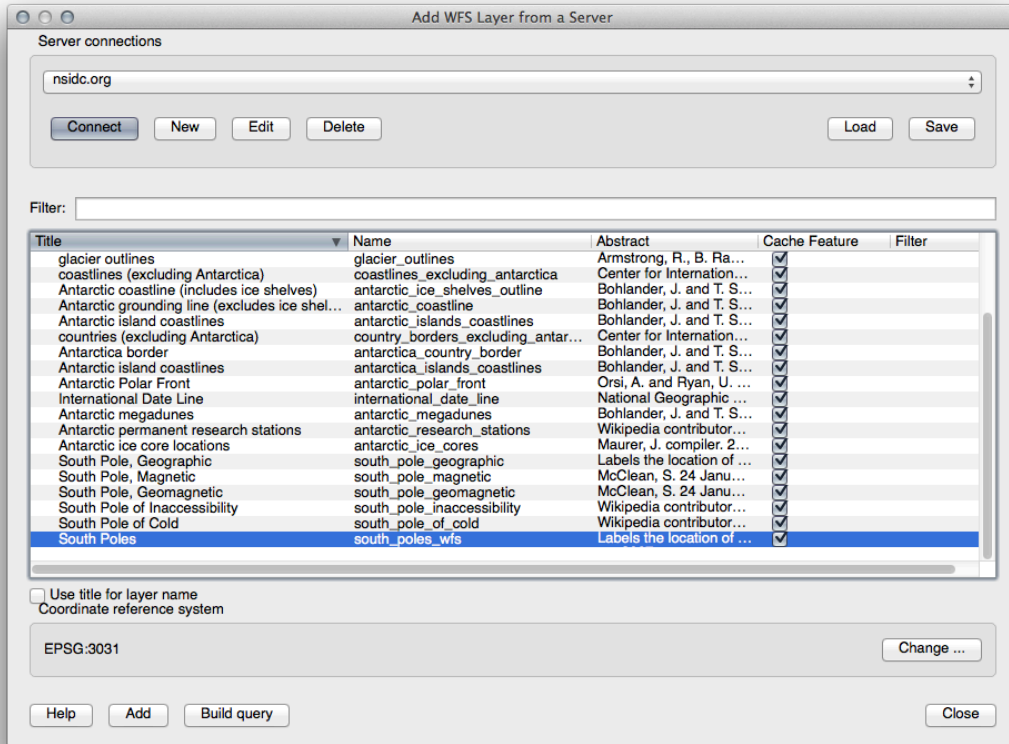 Add WFS Layer from a Server
Server connections
nsidc.org
Connect New Edit Delete Load Save
Filter:
Title Name Abstract Cache Feature Filter
glacier outlines glacier_outlines Armstrong, R., B. Ra...
coastlines (excluding Antarctica) coastlines_excluding_antarctica Center for Internation...
Antarctic coastline (includes ice shelves) antarctic_ice_shelves_outline Bohlander, J. and T. S...
Antarctic grounding line (excludes ice shel... antarctic_coastline Bohlander, J. and T. S...
Antarctic island coastlines antarctic_islands_coastlines Bohlander, J. and T. S...
countries (excluding Antarctica) country_borders_excluding_antar... Center for Internation...
Antarctica border antarctica_country_border Bohlander, J. and T. S...
Antarctic island coastlines antarctica_islands_coastlines Bohlander, J. and T. S...
Antarctic Polar Front antarctic_polar_front Orsi, A. and Ryan, U. ...
International Date Line international_date_line National Geographic ...
Antarctic megadunes antarctic_megadunes Bohlander, J. and T. S...
Antarctic permanent research stations antarctic_research_stations Wikipedia contributor...
Antarctic ice core locations antarctic_ice_cores Maurer, J. compiler. 2...
South Pole, Geographic south_pole_geographic Labels the location of ...
South Pole, Magnetic south_pole_magnetic McClean, S. 24 Janu...
South Pole, Geomagnetic south_pole_geomagnetic McClean, S. 24 Janu...
South Pole of Inaccessibility south_pole_inaccessibility Wikipedia contributor...
South Pole of Cold south_pole_of_cold Wikipedia contributor...
South Poles south_poles_wfs Labels the location of ...
Use title for layer name
Coordinate reference system
EPSG:3031 Change ...
Help Add Build query Close